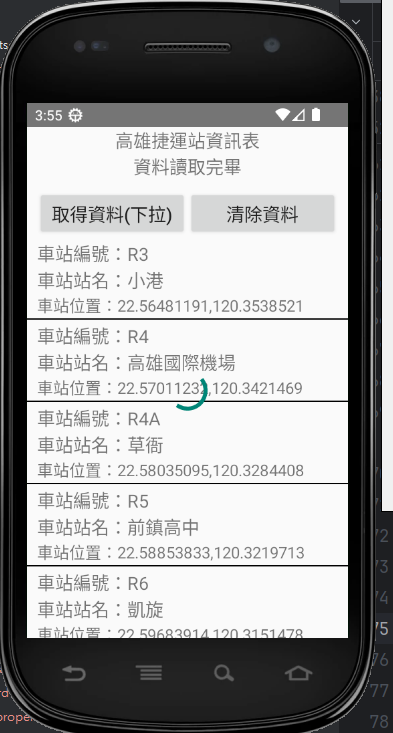 ts
3:55
高雄捷運站資訊表
資料讀取完畢
取得資料(下拉) 清除資料
車站編號：R3
車站站名：小港
車站位置：22.56481191,120.3538521
車站編號：R4
車站站名：高雄國際機場
車站位置：22.57011232,120.3421469
車站編號：R4A
車站站名：草衙
車站位置：22.58035095,120.3284408
車站編號：R5
車站站名：前鎮高中
車站位置：22.58853833,120.3219713
車站編號：R6
車站站名：凱旋
車站位置：22.59683914,120.3151478
72
73
74
75
76
77
78
rd
proper